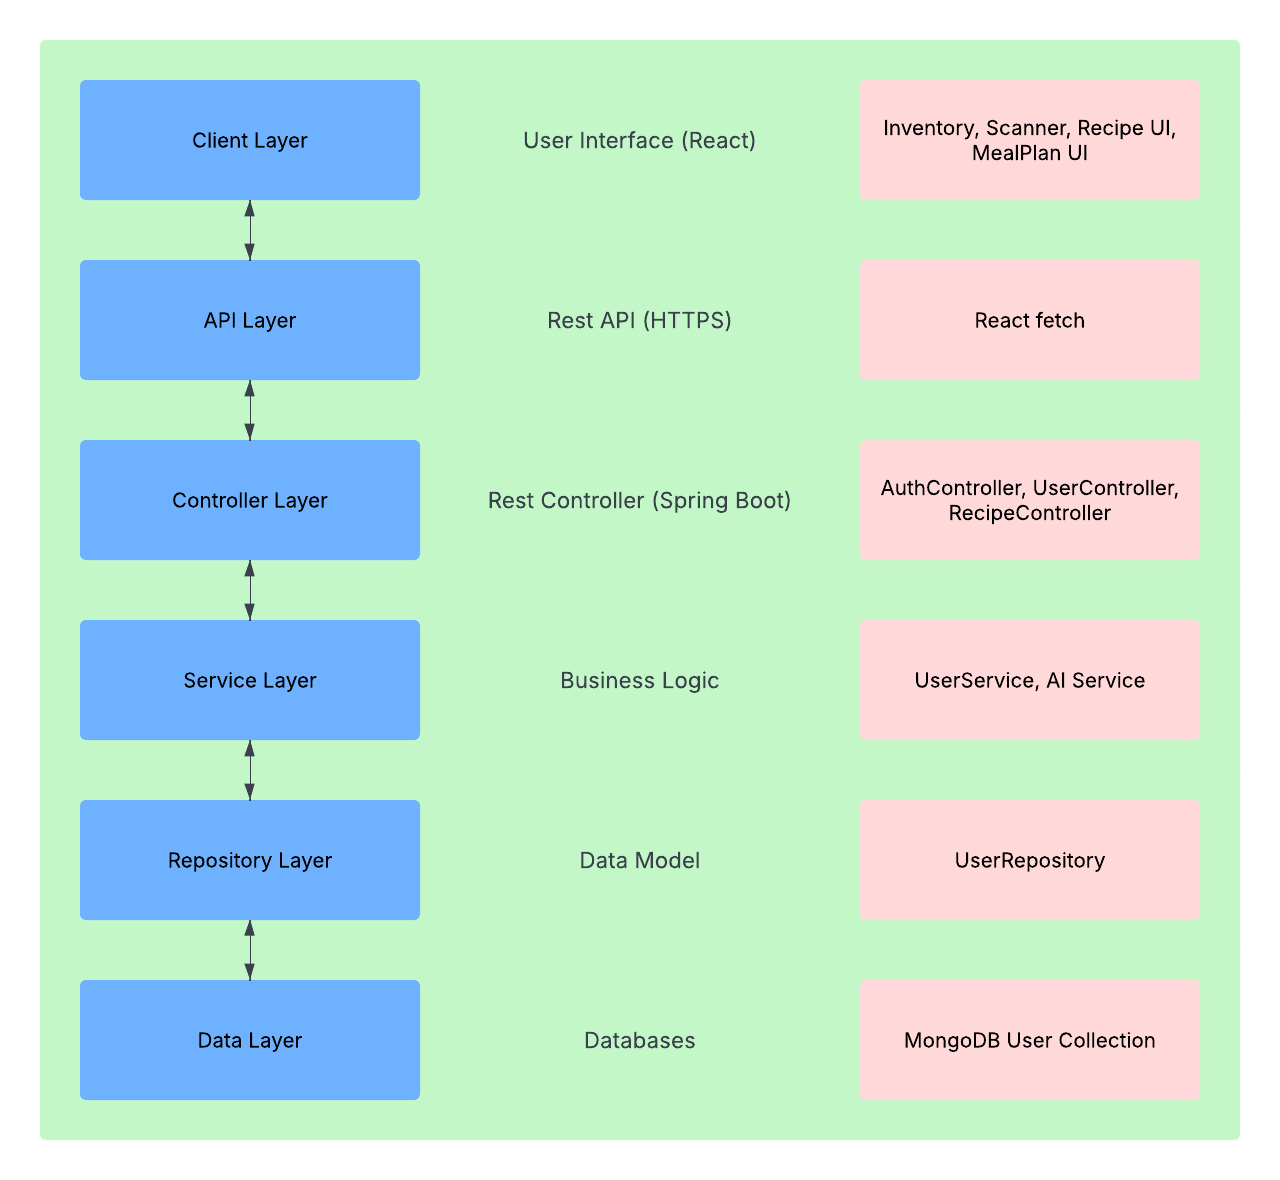 Client Layer
User Interface (React)
Inventory, Scanner, Recipe UI,
MealPlan UI
API Layer
Rest API (HTTPS)
React fetch
Controller Layer
Rest Controller (Spring Boot)
AuthController, UserController,
RecipeController
Service Layer
Business Logic
UserService, AI Service
Repository Layer
Data Model
UserRepository
Data Layer
Databases
MongoDB User Collection